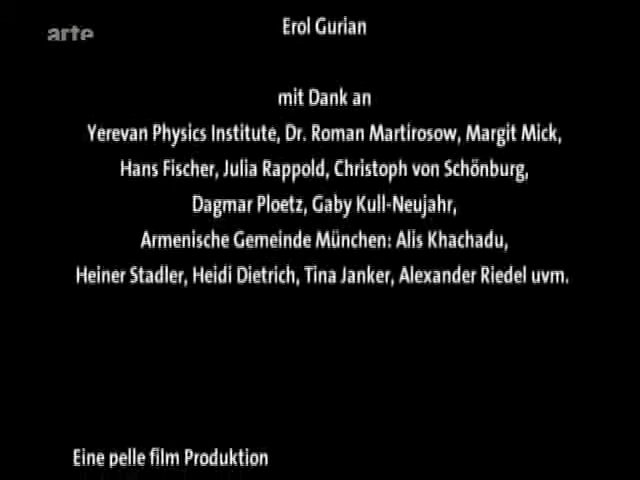 arte
Erol Gurian
mit Dank an
Yerevan Physics Institute, Dr. Roman Martirosow, Margit Mick,
Hans Fischer, Julia Rappold, Christoph von Schönburg,
Dagmar Ploetz, Gaby Kull-Neujahr,
Armenische Gemeinde München: Alis Khachadu,
Heiner Stadler, Heidi Dietrich, Tina Janker, Alexander Riedel uvm.
Eine pelle film Produktion